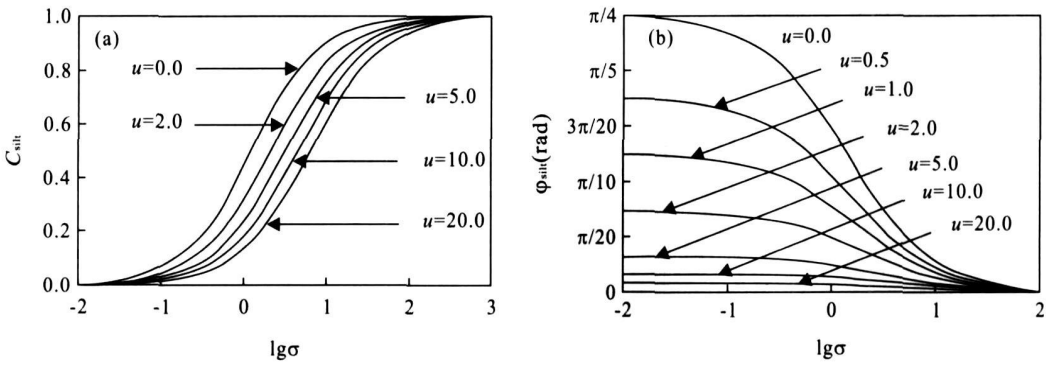 (a)
C_silt
1.0
0.8
0.6
0.4
0.2
0.0
u=0.0
u=2.0
u=5.0
u=10.0
u=20.0
-2 -1 0 1 2 3
lgσ
(b)
φ_silt(rad)
π/4
π/5
3π/20
π/10
π/20
0
u=0.0
u=0.5
u=1.0
u=2.0
u=5.0
u=10.0
u=20.0
-2 -1 0 1 2
lgσ